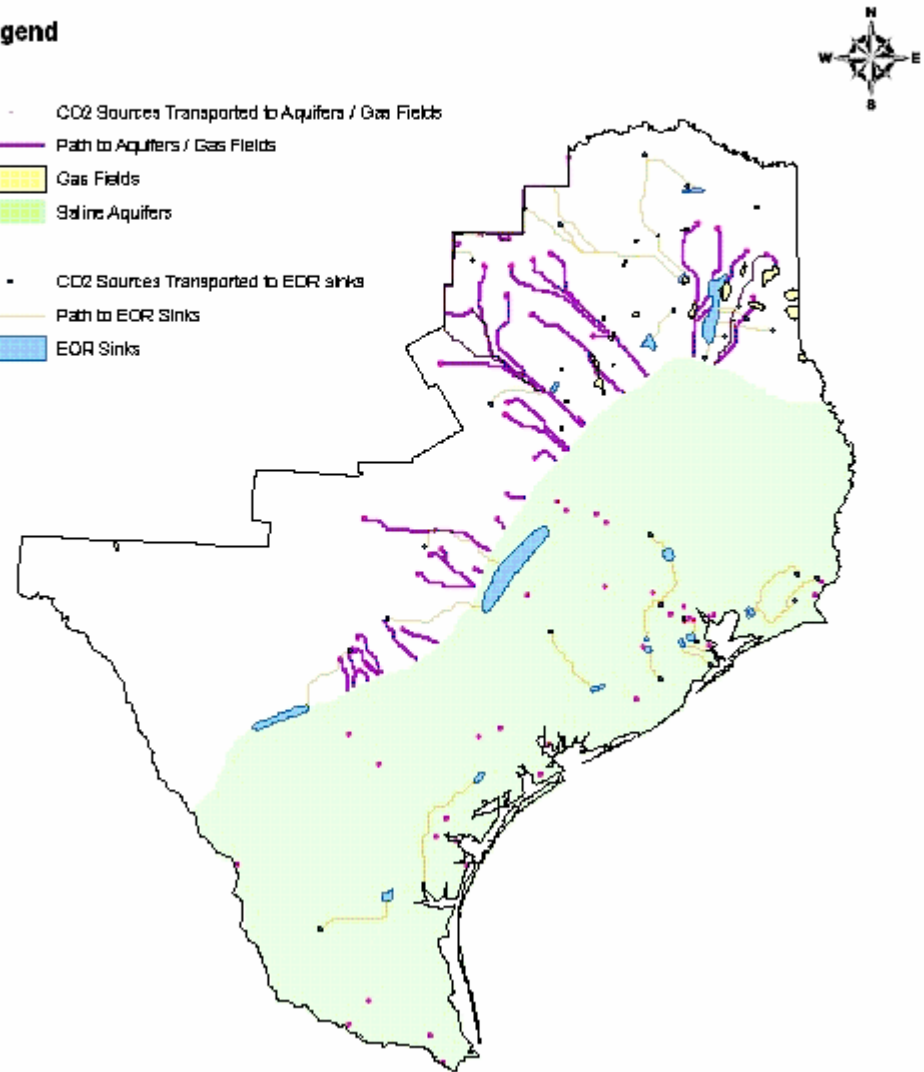 gend
N
W E
S
CO2 Sources Transported to Aquifers / Gas Fields
Path to Aquifers / Gas Fields
Gas Fields
Saline Aquifers
CO2 Sources Transported to EOR sinks
Path to EOR Sinks
EOR Sinks